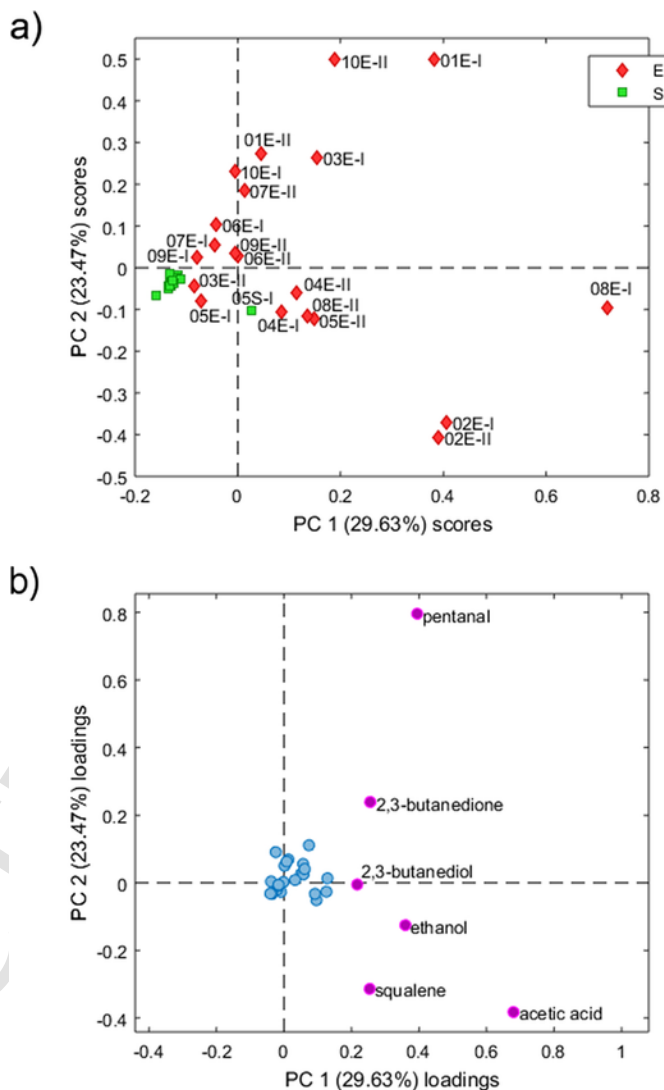 a)
0.5
0.4
0.3
0.2
0.1
0
-0.1
-0.2
-0.3
-0.4
-0.5
PC 2 (23.47%) scores
10E-II
01E-I
E
S
01E-II
03E-I
10E-I
07E-II
06E-I
07E-I
09E-II
09E-I
06E-II
03E-II
05S-I
04E-II
08E-I
05E-I
04E-I
08E-II
05E-II
02E-I
02E-II
-0.2
0
0.2
0.4
0.6
0.8
PC 1 (29.63%) scores
b)
0.8
0.6
0.4
0.2
0
-0.2
-0.4
PC 2 (23.47%) loadings
pentanal
2,3-butanedione
2,3-butanediol
ethanol
squalene
acetic acid
-0.4
-0.2
0
0.2
0.4
0.6
0.8
1
PC 1 (29.63%) loadings